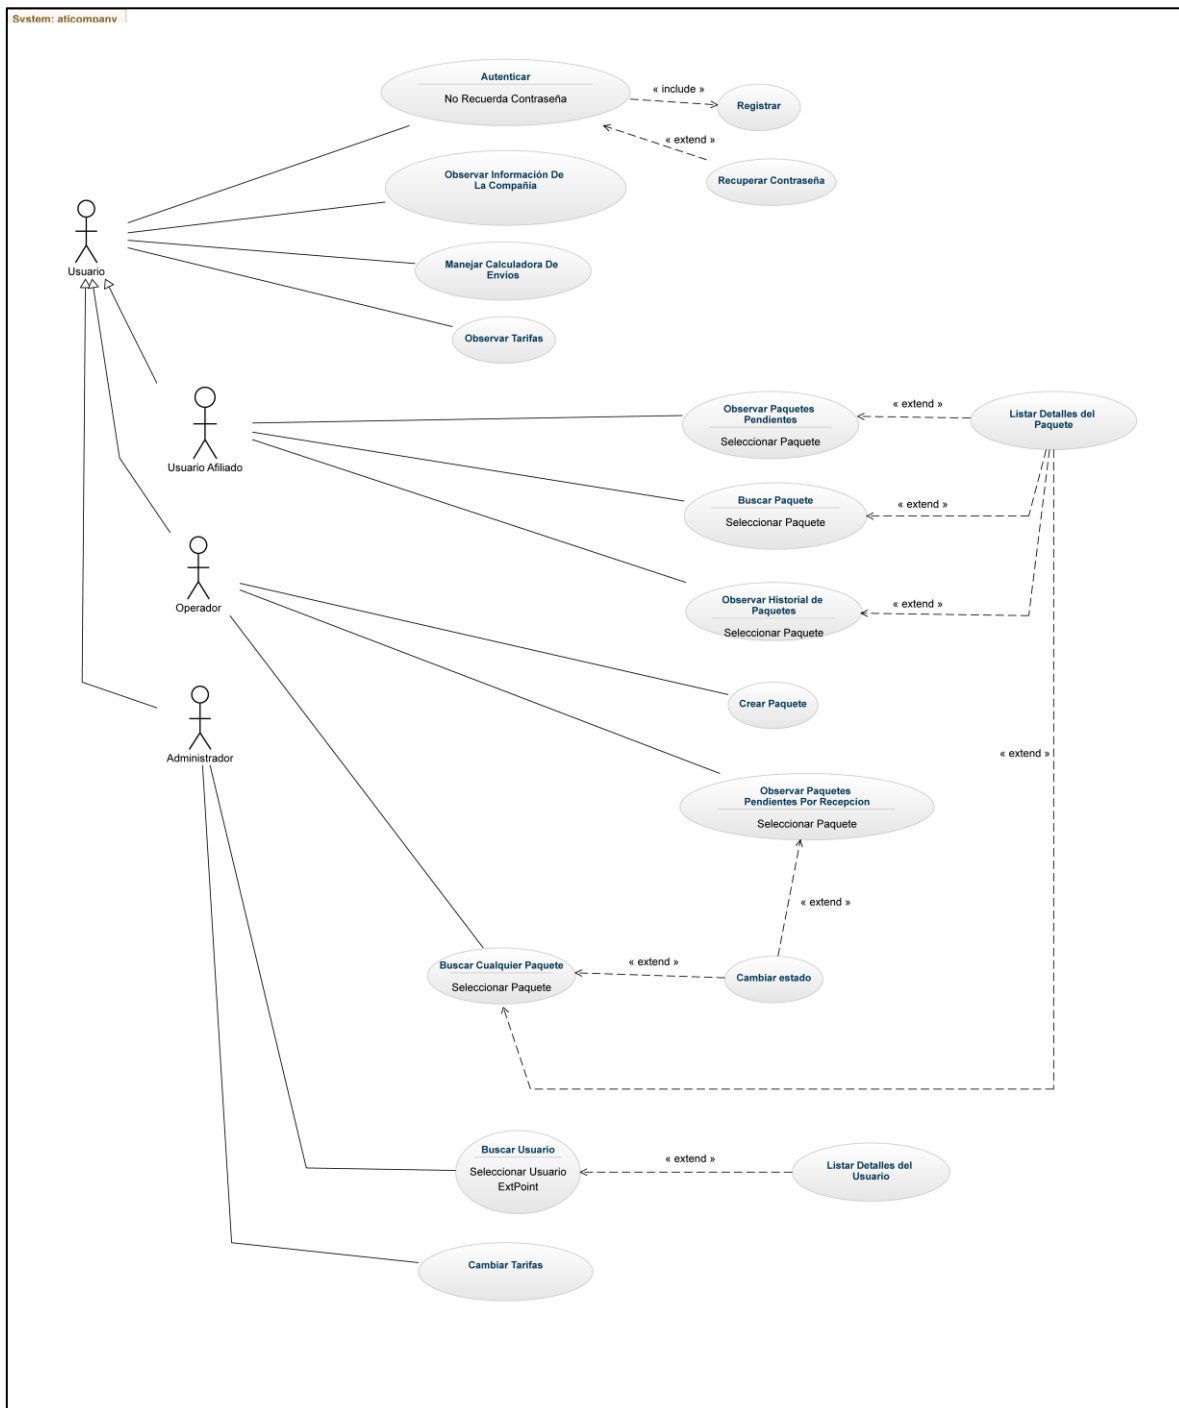 System: aticompany
Autenticar
No Recuerda Contraseña
« include »
Registrar
« extend »
Recuperar Contraseña
Observar Información De
La Compañia
Usuario
Manejar Calculadora De
Envios
Observar Tarifas
Usuario Afiliado
Observar Paquetes
Pendientes
Seleccionar Paquete
« extend »
Listar Detalles del
Paquete
Buscar Paquete
Seleccionar Paquete
« extend »
Operador
Observar Historial de
Paquetes
Seleccionar Paquete
« extend »
Crear Paquete
Administrador
« extend »
Observar Paquetes
Pendientes Por Recepcion
Seleccionar Paquete
« extend »
Buscar Cualquier Paquete
Seleccionar Paquete
« extend »
Cambiar estado
Buscar Usuario
Seleccionar Usuario
ExtPoint
« extend »
Listar Detalles del
Usuario
Cambiar Tarifas